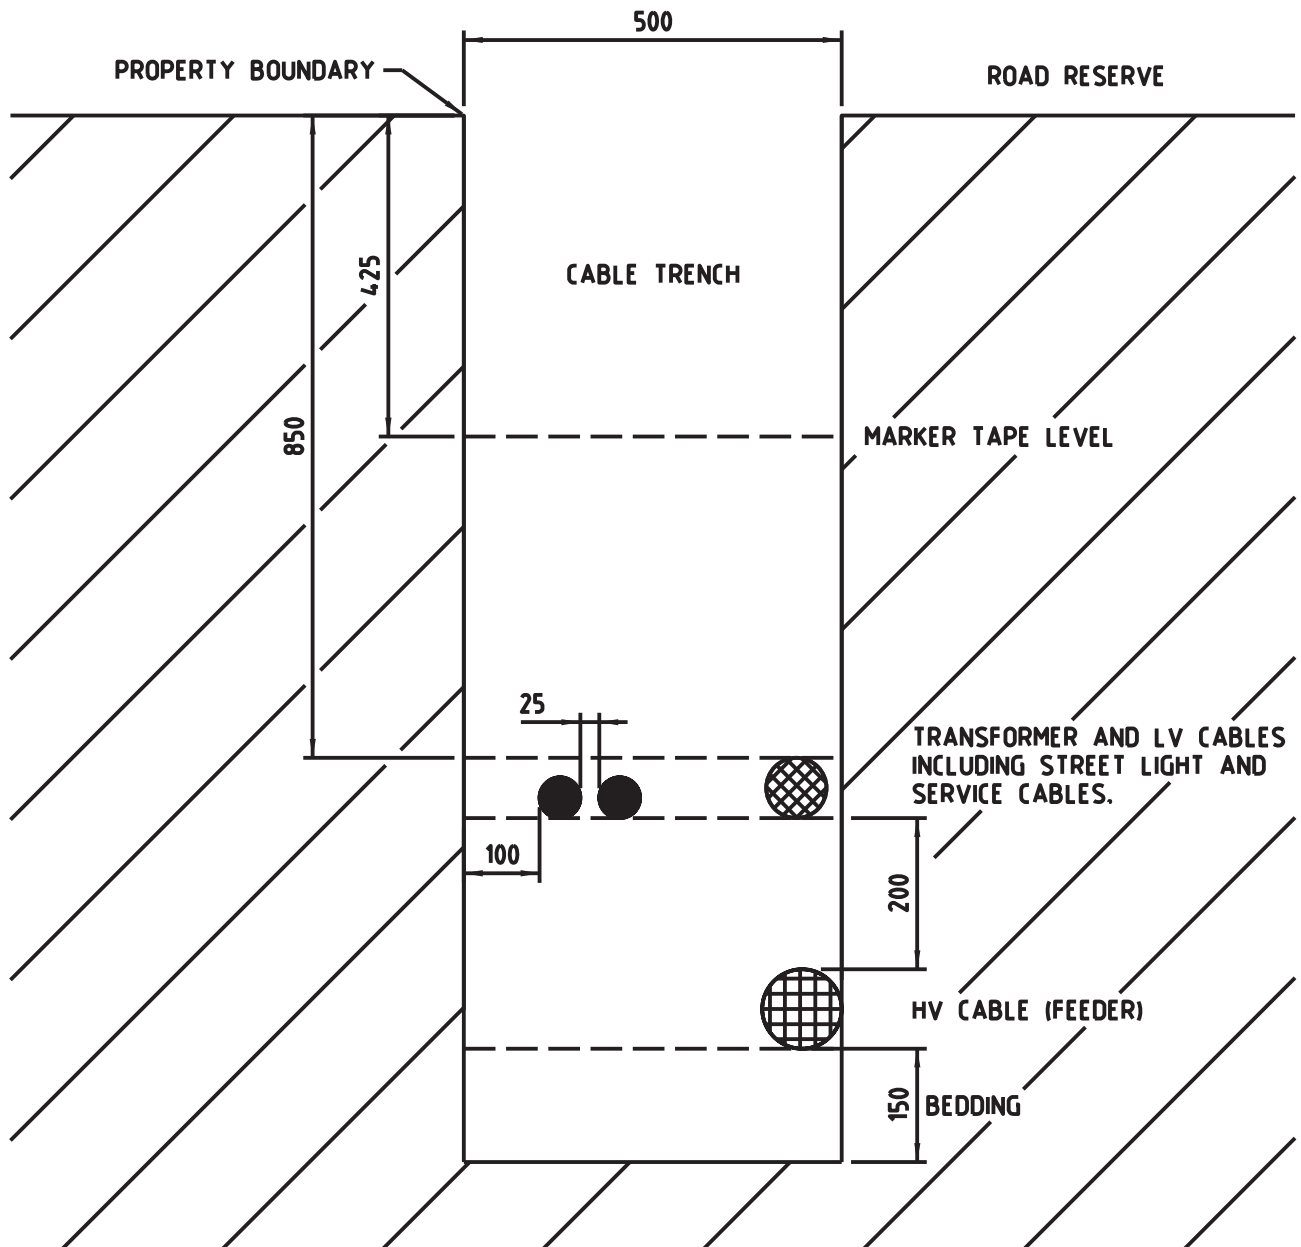 500
PROPERTY BOUNDARY
ROAD RESERVE
425
CABLE TRENCH
850
MARKER TAPE LEVEL
25
TRANSFORMER AND LV CABLES
INCLUDING STREET LIGHT AND
SERVICE CABLES.
100
200
HV CABLE (FEEDER)
150
BEDDING